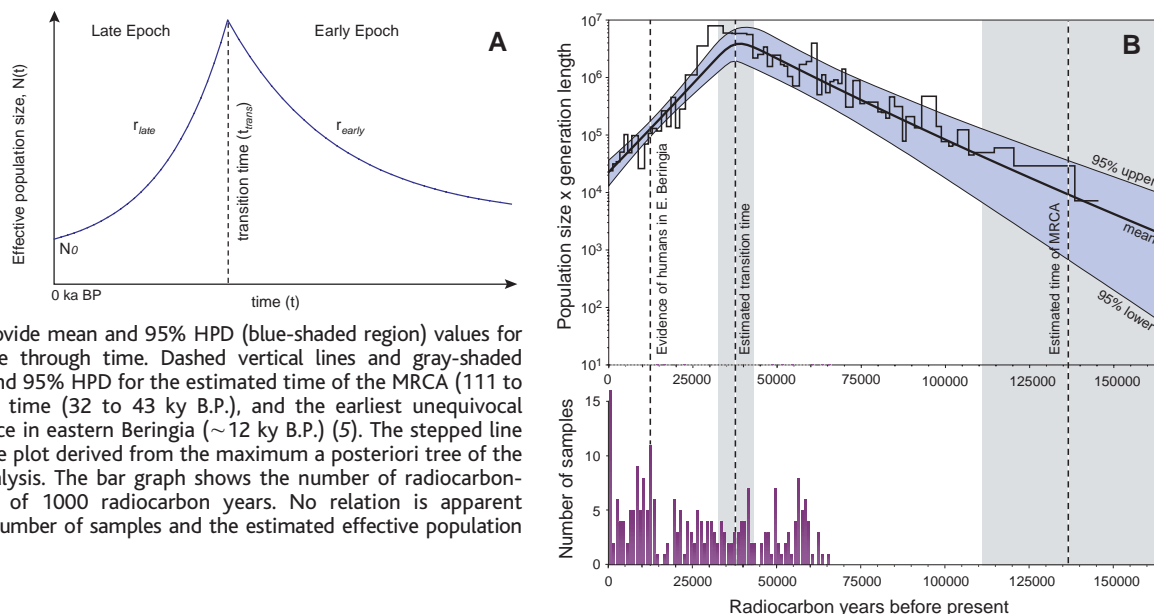 Late Epoch
Early Epoch
A
Effective population size, N(t)
r_late
r_early
transition time (t_trans)
N0
0 ka BP
time (t)
ovide mean and 95% HPD (blue-shaded region) values for
e through time. Dashed vertical lines and gray-shaded
nd 95% HPD for the estimated time of the MRCA (111 to
time (32 to 43 ky B.P.), and the earliest unequivocal
ce in eastern Beringia (~12 ky B.P.) (5). The stepped line
e plot derived from the maximum a posteriori tree of the
alysis. The bar graph shows the number of radiocarbon-
of 1000 radiocarbon years. No relation is apparent
number of samples and the estimated effective population
B
Population size x generation length
10^7
10^6
10^5
10^4
10^3
10^2
10^1
Evidence of humans in E. Beringia
Estimated transition time
Estimated time of MRCA
95% upper
mean
95% lower
0 25000 50000 75000 100000 125000 150000
Number of samples
15
10
5
0
0 25000 50000 75000 100000 125000 150000
Radiocarbon years before present